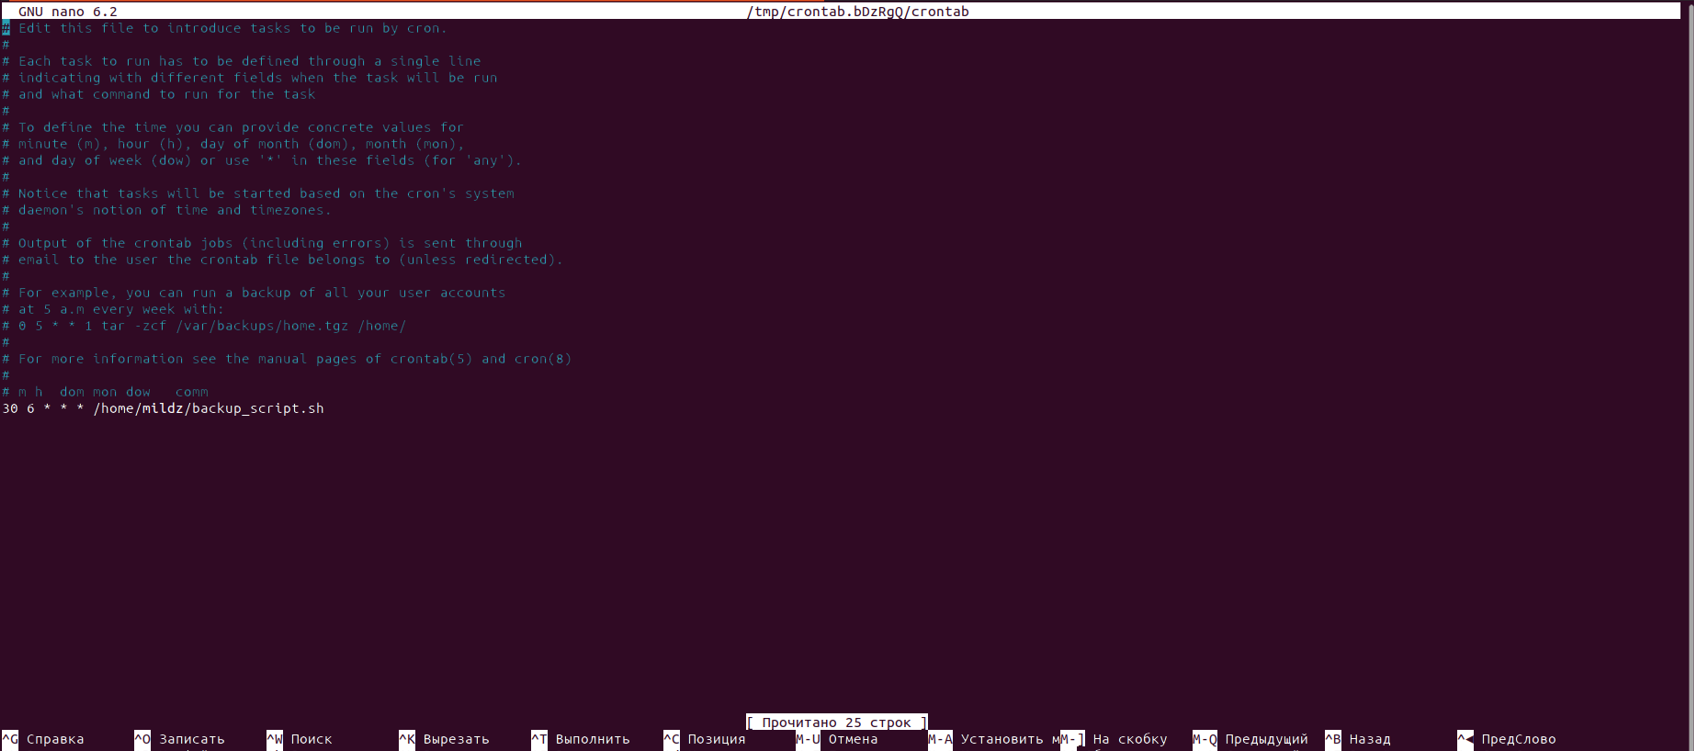 GNU nano 6.2 /tmp/crontab.bDzRgQ/crontab
# Edit this file to introduce tasks to be run by cron.
#
# Each task to run has to be defined through a single line
# indicating with different fields when the task will be run
# and what command to run for the task
#
# To define the time you can provide concrete values for
# minute (m), hour (h), day of month (dom), month (mon),
# and day of week (dow) or use '*' in these fields (for 'any').
#
# Notice that tasks will be started based on the cron's system
# daemon's notion of time and timezones.
#
# Output of the crontab jobs (including errors) is sent through
# email to the user the crontab file belongs to (unless redirected).
#
# For example, you can run a backup of all your user accounts
# at 5 a.m every week with:
# 0 5 * * 1 tar -zcf /var/backups/home.tgz /home/
#
# For more information see the manual pages of crontab(5) and cron(8)
#
# m h  dom mon dow   comm
30 6 * * * /home/mildz/backup_script.sh
[ Прочитано 25 строк ]
^G Справка ^O Записать ^W Поиск ^K Вырезать ^T Выполнить ^C Позиция M-U Отмена M-A Установить мM-] На скобку M-Q Предыдущий ^B Назад ^◂ ПредСлово